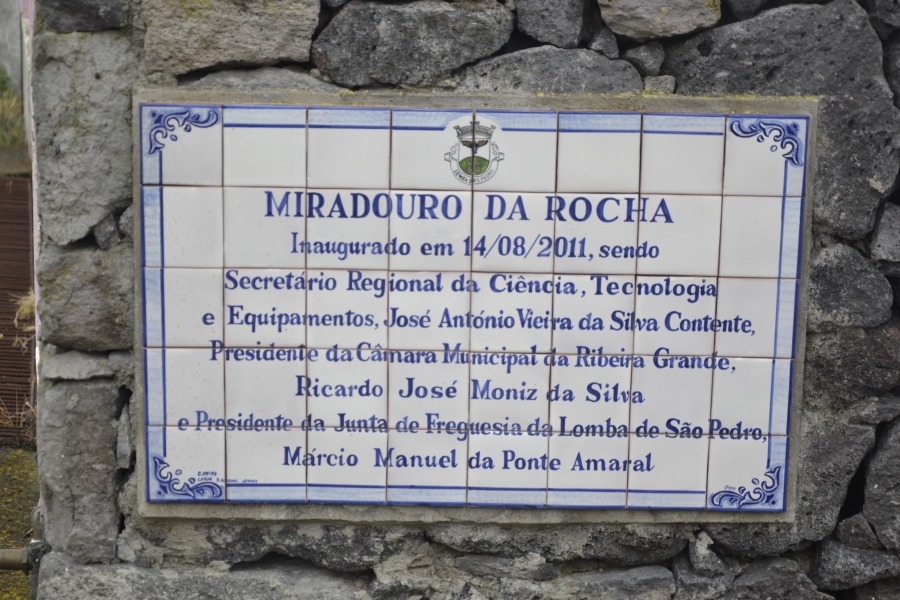 MIRADOURO DA ROCHA
Inaugurado em 14/08/2011, sendo
Secretário Regional da Ciência, Tecnologia
e Equipamentos, José António Vieira da Silva Contente,
Presidente da Câmara Municipal da Ribeira Grande,
Ricardo José Moniz da Silva
e Presidente da Junta de Freguesia da Lomba de São Pedro,
Márcio Manuel da Ponte Amaral